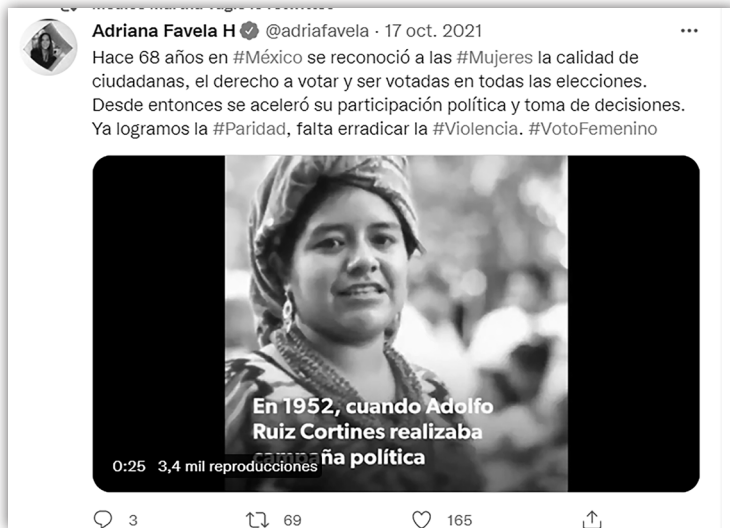 Adriana Favela H @adriafavela · 17 oct. 2021
Hace 68 años en #México se reconoció a las #Mujeres la calidad de
ciudadanas, el derecho a votar y ser votadas en todas las elecciones.
Desde entonces se aceleró su participación política y toma de decisiones.
Ya logramos la #Paridad, falta erradicar la #Violencia. #VotoFemenino
En 1952, cuando Adolfo
Ruiz Cortines realizaba
campaña política
0:25 3,4 mil reproducciones
3 69 165